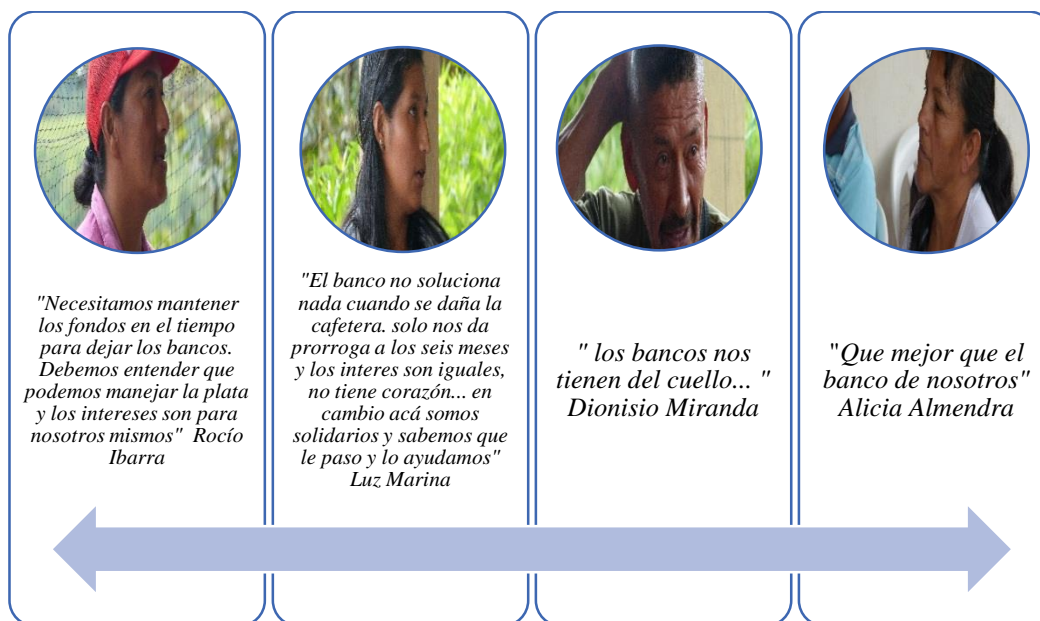 "Necesitamos mantener
los fondos en el tiempo
para dejar los bancos.
Debemos entender que
podemos manejar la plata
y los intereses son para
nosotros mismos" Rocío
Ibarra
"El banco no soluciona
nada cuando se daña la
cafetera. solo nos da
prorroga a los seis meses
y los interes son iguales,
no tiene corazón... en
cambio acá somos
solidarios y sabemos que
le paso y lo ayudamos"
Luz Marina
" los bancos nos
tienen del cuello... "
Dionisio Miranda
"Que mejor que el
banco de nosotros"
Alicia Almendra